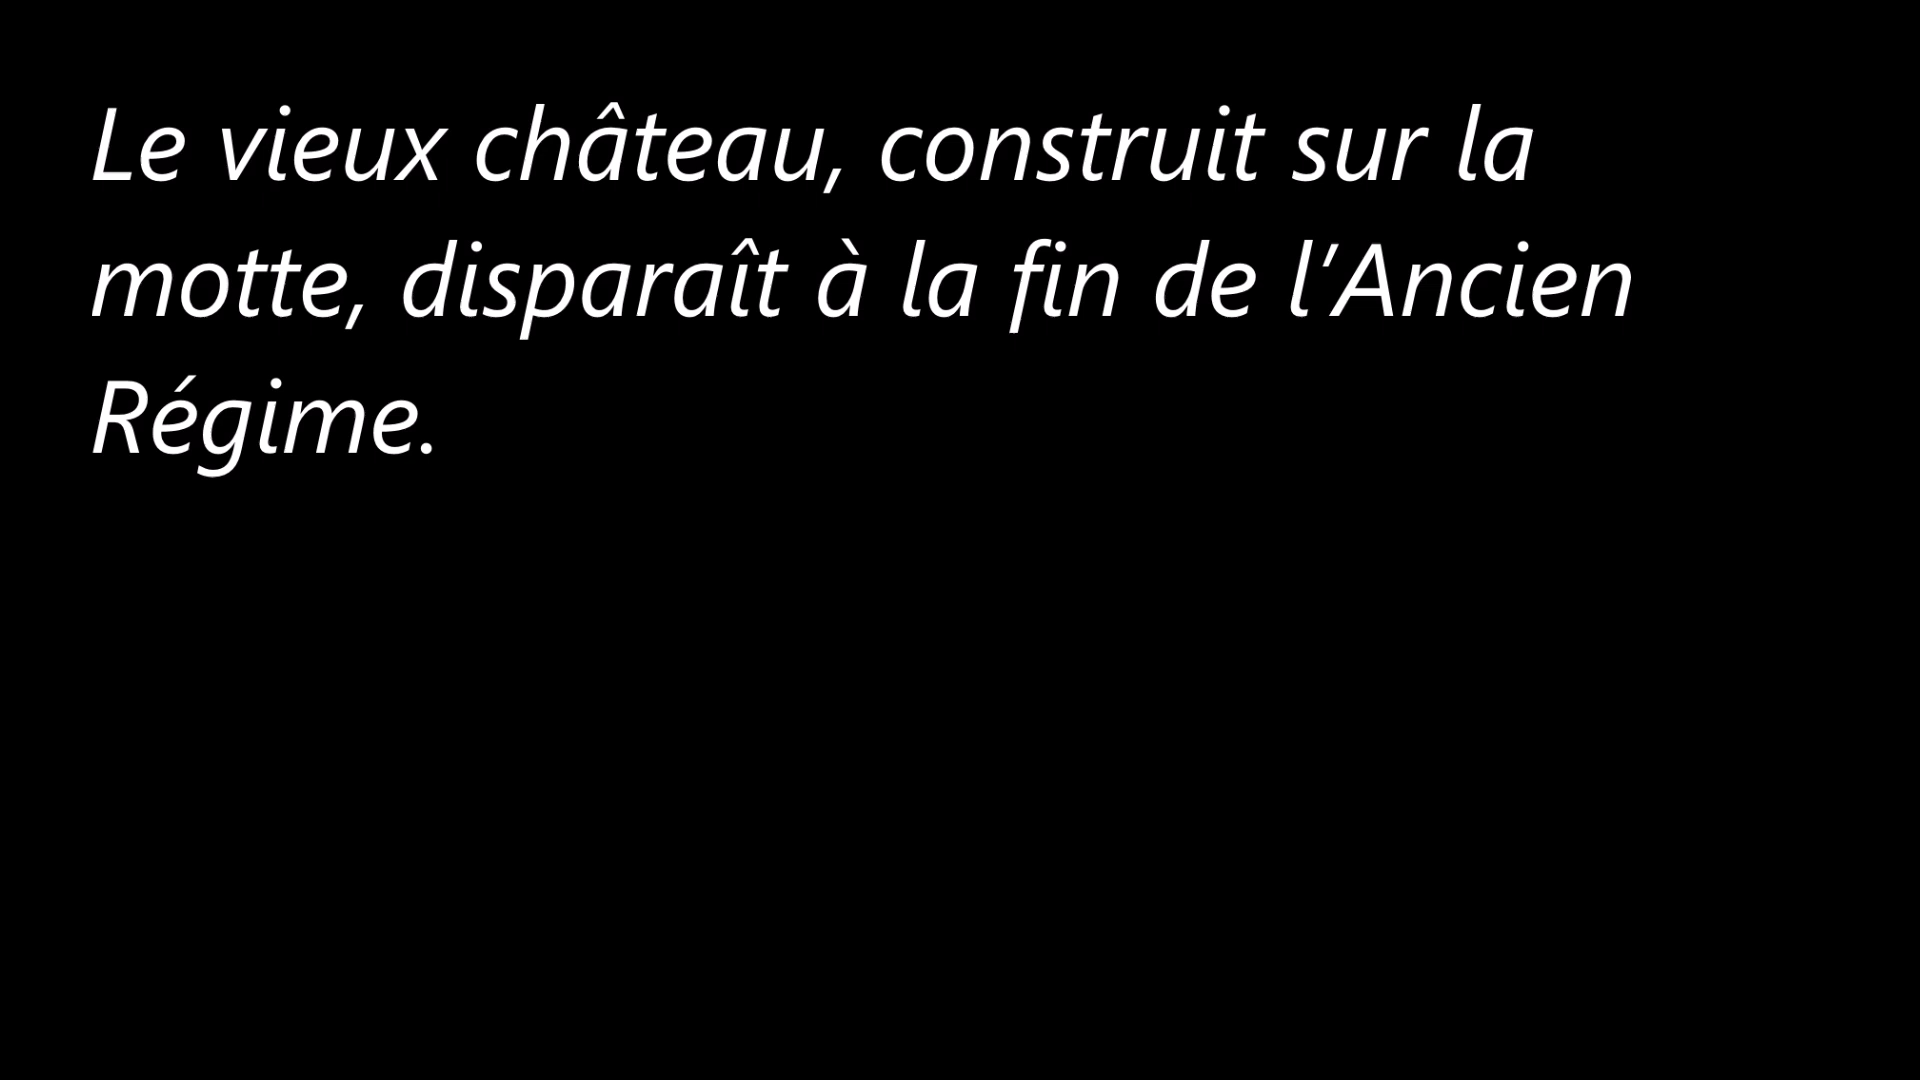 Le vieux château, construit sur la
motte, disparaît à la fin de l'Ancien
Régime.